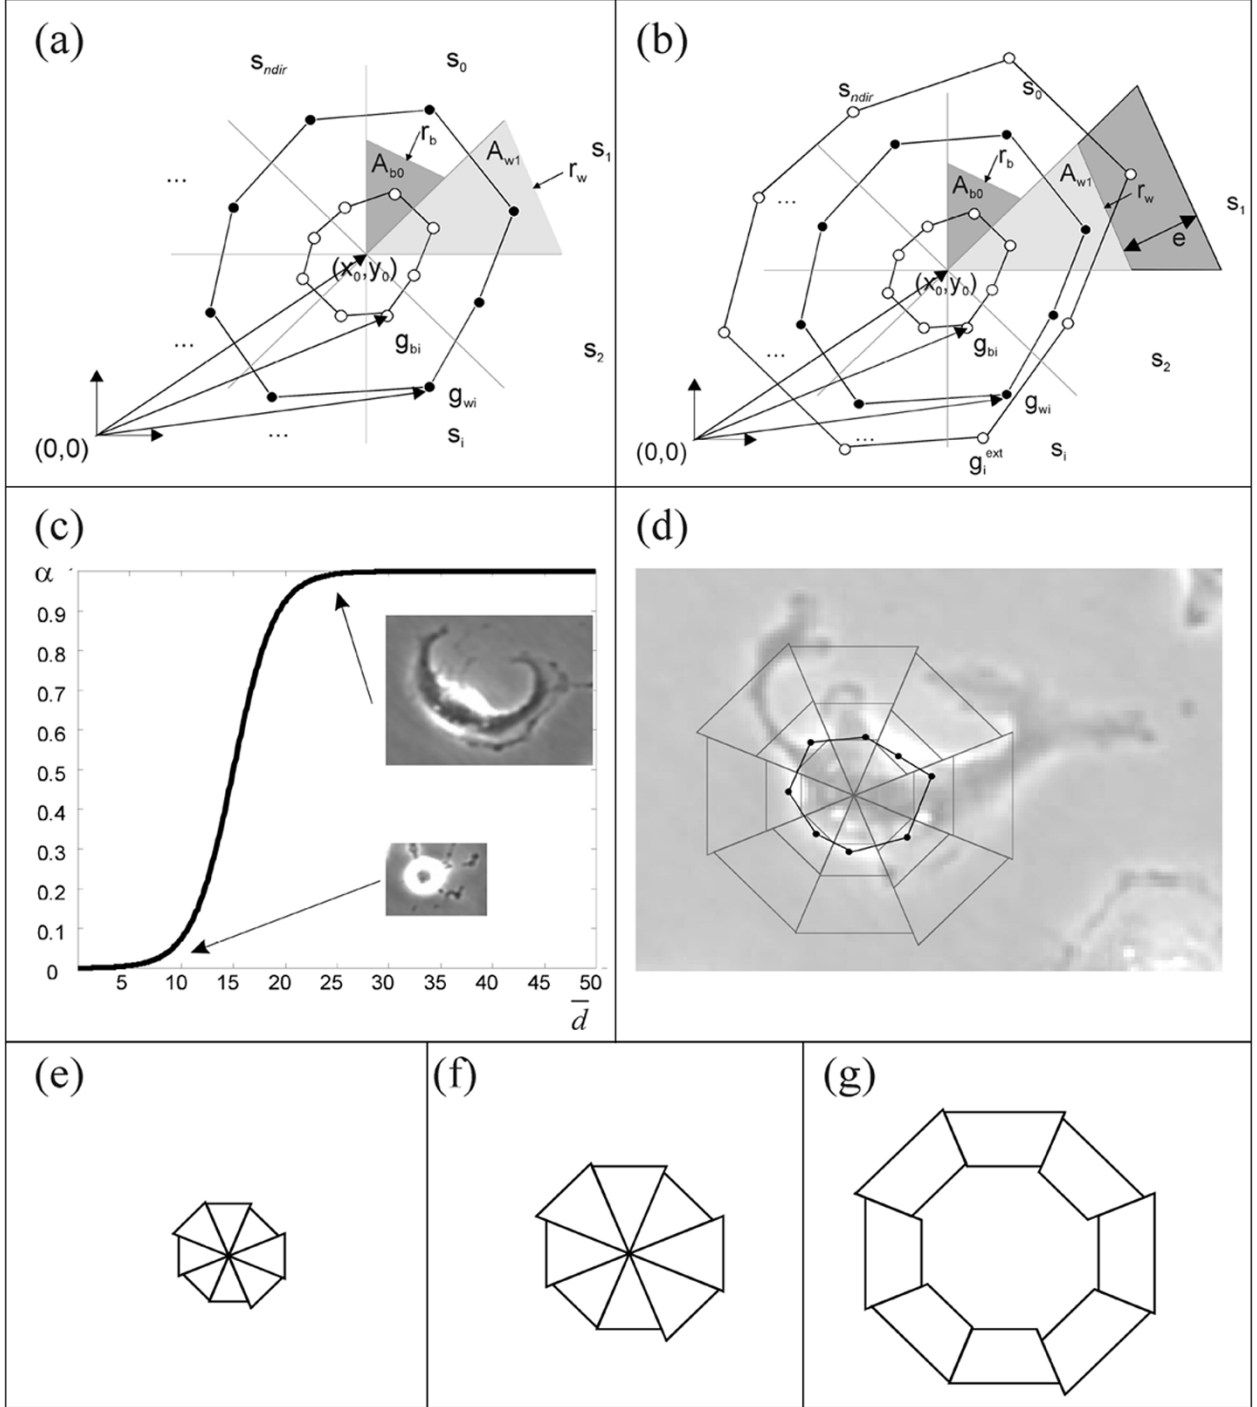 (a)
s_ndir
s_0
r_b
A_b0
A_w1
s_1
r_w
...
(x_0,y_0)
...
g_bi
s_2
g_wi
(0,0)
...
s_i
(b)
s_ndir
s_0
r_b
A_b0
A_w1
r_w
s_1
...
e
(x_0,y_0)
...
g_bi
s_2
g_wi
(0,0)
...
g_i^ext
s_i
(c)
α
0.9
0.8
0.7
0.6
0.5
0.4
0.3
0.2
0.1
0
5 10 15 20 25 30 35 40 45 50
d̅
(d)
(e)
(f)
(g)